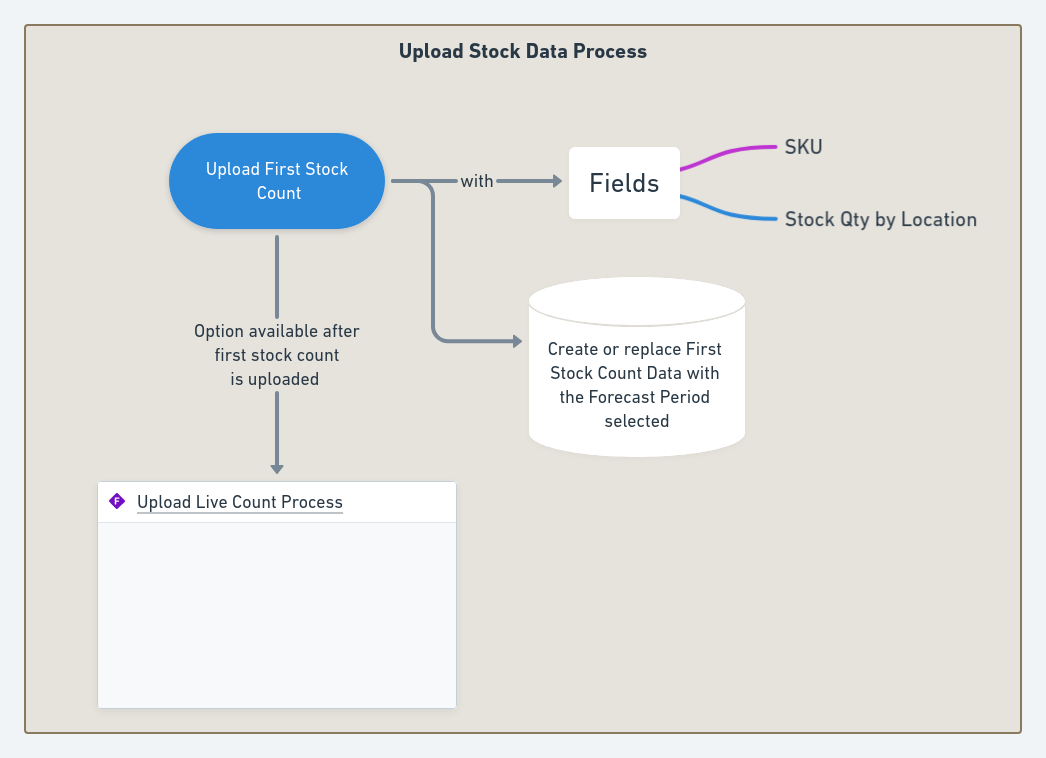 Upload Stock Data Process
Upload First Stock
Count
with
Fields
SKU
Stock Qty by Location
Option available after
first stock count
is uploaded
Create or replace First
Stock Count Data with
the Forecast Period
selected
F
Upload Live Count Process